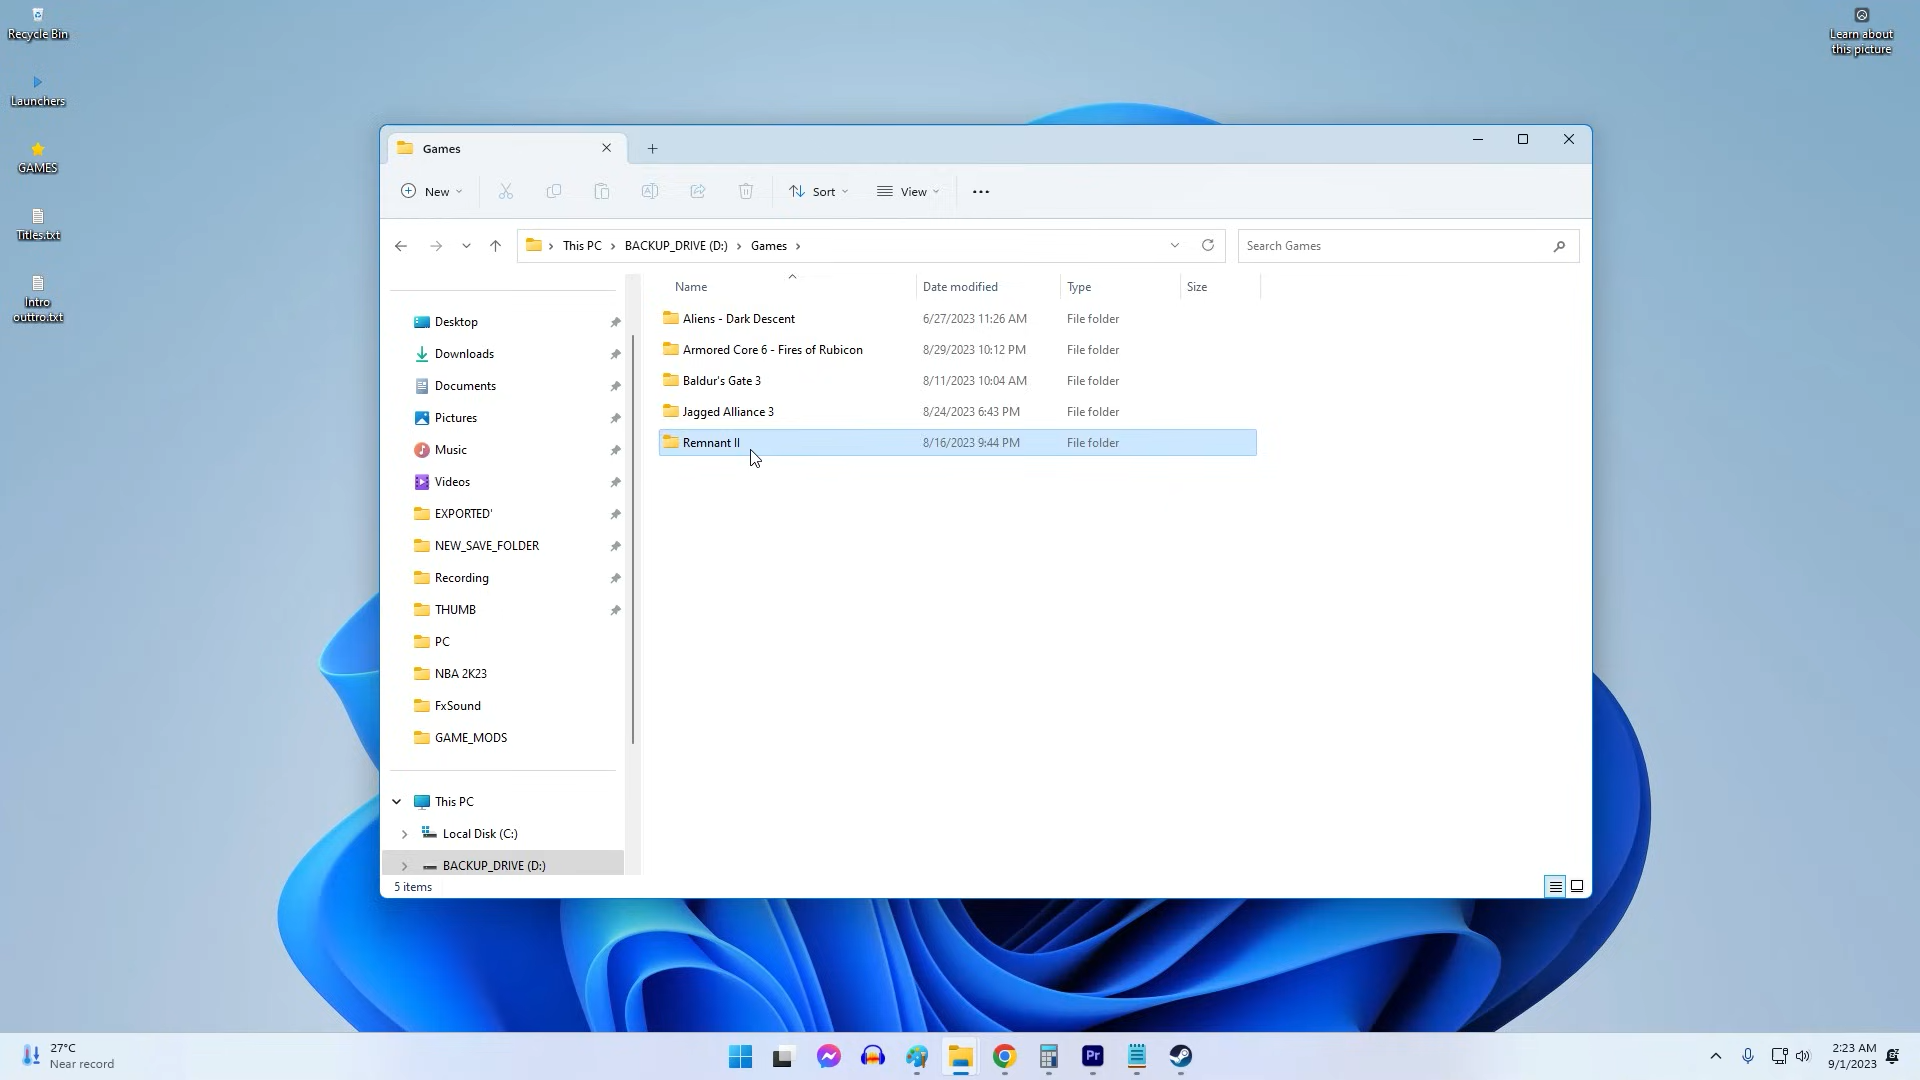 Recycle Bin
Launchers
GAMES
Titles.txt
Intro
outtro.txt
Learn about
this picture
Games
New
Sort
View
This PC
BACKUP_DRIVE (D:)
Games
Search Games
Name
Date modified
Type
Size
Aliens - Dark Descent 6/27/2023 11:26 AM File folder
Armored Core 6 - Fires of Rubicon 8/29/2023 10:12 PM File folder
Baldur's Gate 3 8/11/2023 10:04 AM File folder
Jagged Alliance 3 8/24/2023 6:43 PM File folder
Remnant II 8/16/2023 9:44 PM File folder
Desktop
Downloads
Documents
Pictures
Music
Videos
EXPORTED'
NEW_SAVE_FOLDER
Recording
THUMB
PC
NBA 2K23
FxSound
GAME_MODS
This PC
Local Disk (C:)
BACKUP_DRIVE (D:)
5 items
27°C
Near record
Pr
2:23 AM
9/1/2023